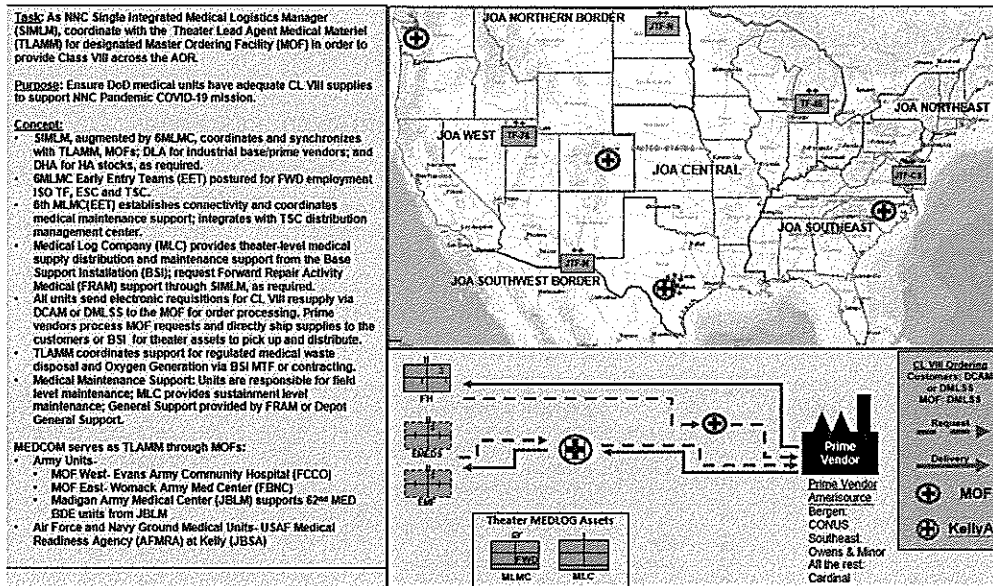 Task: As NNC Single Integrated Medical Logistics Manager
(SIMLM), coordinate with the Theater Lead Agent Medical Materiel
(TLAMM) for designated Master Ordering Facility (MOF) in order to
provide Class VIII across the AOR.
Purpose: Ensure DoD medical units have adequate CL VIII supplies
to support NNC Pandemic COVID-19 mission.
Concept:
• SIMLM, augmented by 6MLMC, coordinates and synchronizes
with TLAMM, MOFs; DLA for industrial base/prime vendors; and
DHA for HA stocks, as required.
• 6MLMC Early Entry Teams (EET) postured for FWD employment
ISO TF, ESC and TSC.
• 6th MLMC(EET) establishes connectivity and coordinates
medical maintenance support; integrates with TSC distribution
management center.
• Medical Log Company (MLC) provides theater-level medical
supply distribution and maintenance support from the Base
Support Installation (BSI); request Forward Repair Activity
Medical (FRAM) support through SIMLM, as required.
• All units send electronic requisitions for CL VIII resupply via
DCAM or DMLSS to the MOF for order processing. Prime
vendors process MOF requests and directly ship supplies to the
customers or BSI for theater assets to pick up and distribute.
• TLAMM coordinates support for regulated medical waste
disposal and Oxygen Generation via BSI MTF or contracting.
• Medical Maintenance Support: Units are responsible for field
level maintenance; MLC provides sustainment level
maintenance; General Support provided by FRAM or Depot
General Support.
MEDCOM serves as TLAMM through MOFs:
• Army Units-
• MOF West- Evans Army Community Hospital (FCCO)
• MOF East- Womack Army Med Center (FBNC)
• Madigan Army Medical Center (JBLM) supports 62nd MED
BDE units from JBLM
• Air Force and Navy Ground Medical Units- USAF Medical
Readiness Agency (AFMRA) at Kelly (JBSA)
JOA NORTHERN BORDER
JTF-N
JOA NORTHEAST
JOA WEST
JOA CENTRAL
JOA SOUTHEAST
JTF-CS
JTF-N
JOA SOUTHWEST BORDER
FH
EMEDS
EMF
Prime
Vendor
Prime Vendor
Amerisource
Bergen:
CONUS
Southeast
Owens & Minor
All the rest:
Cardinal
Theater MEDLOG Assets
FWD
MLMC
MLC
CL VIII Ordering
Customers: DCAM
or DMLSS
MOF: DMLSS
Request
Delivery
MOF
KellyA